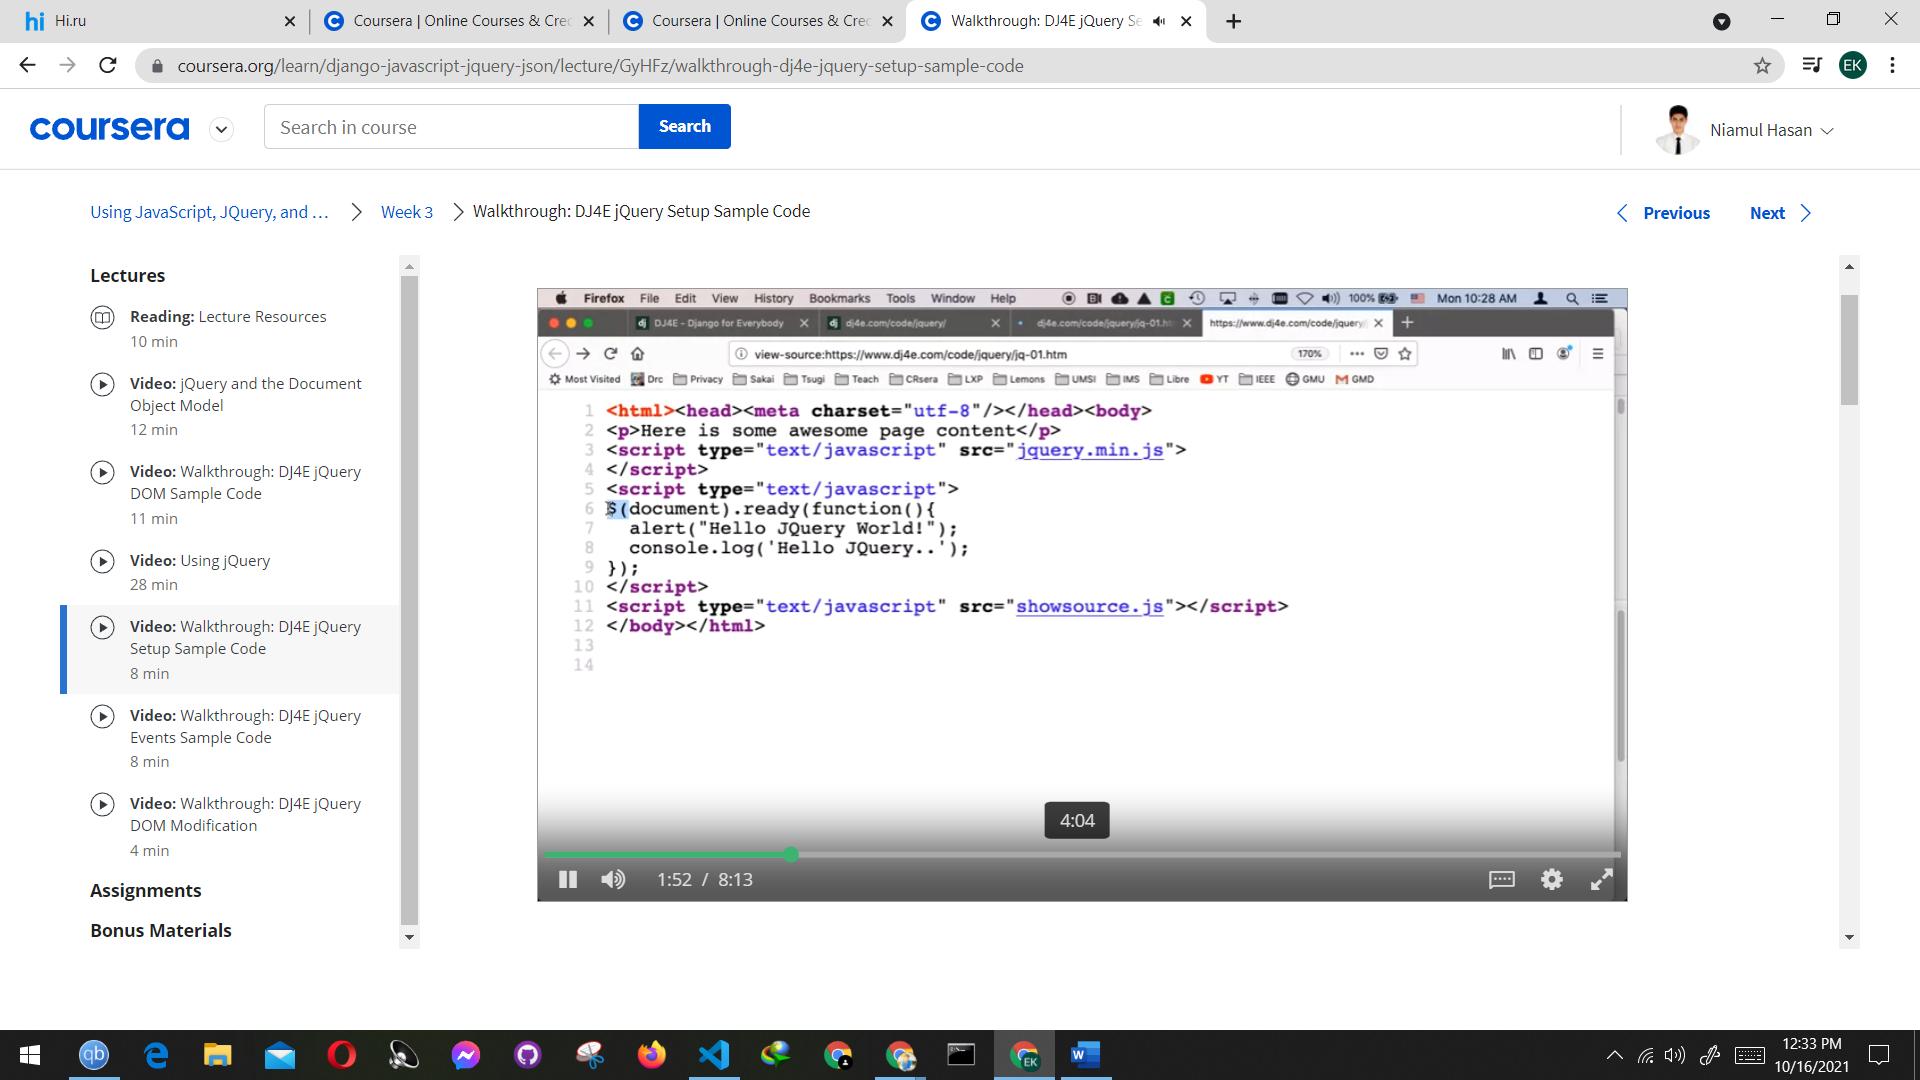 Hi.ru
Coursera | Online Courses & Cre
Coursera | Online Courses & Cre
Walkthrough: DJ4E jQuery Se
coursera.org/learn/django-javascript-jquery-json/lecture/GyHFz/walkthrough-dj4e-jquery-setup-sample-code
EK
coursera
Search in course
Search
Niamul Hasan
Using JavaScript, JQuery, and ...
Week 3
Walkthrough: DJ4E jQuery Setup Sample Code
Previous
Next
Lectures
Reading: Lecture Resources
10 min
Video: jQuery and the Document
Object Model
12 min
Video: Walkthrough: DJ4E jQuery
DOM Sample Code
11 min
Video: Using jQuery
28 min
Video: Walkthrough: DJ4E jQuery
Setup Sample Code
8 min
Video: Walkthrough: DJ4E jQuery
Events Sample Code
8 min
Video: Walkthrough: DJ4E jQuery
DOM Modification
4 min
Assignments
Bonus Materials
Firefox File Edit View History Bookmarks Tools Window Help 100% Mon 10:28 AM
DJ4E - Django for Everybody
dj4e.com/code/jquery/
dj4e.com/code/jquery/jq-01.h
https://www.dj4e.com/code/jquery/
view-source:https://www.dj4e.com/code/jquery/jq-01.htm
170%
Most Visited Drc Privacy Sakai Tsugi Teach CRsera LXP Lemons UMSI IMS Libre YT IEEE GMU GMD
1 <html><head><meta charset="utf-8"/></head><body>
2 <p>Here is some awesome page content</p>
3 <script type="text/javascript" src="jquery.min.js">
4 </script>
5 <script type="text/javascript">
6 $(document).ready(function(){
7 alert("Hello JQuery World!");
8 console.log('Hello JQuery..');
9 });
10 </script>
11 <script type="text/javascript" src="showsource.js"></script>
12 </body></html>
13
14
4:04
1:52 / 8:13
12:33 PM
10/16/2021